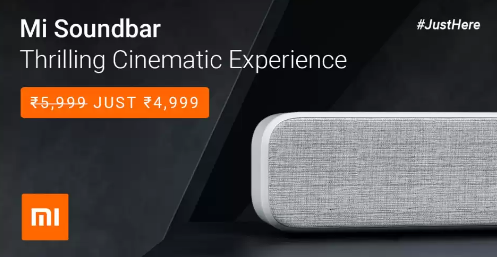 Mi Soundbar
#JustHere
Thrilling Cinematic Experience
₹5,999 JUST ₹4,999
mi